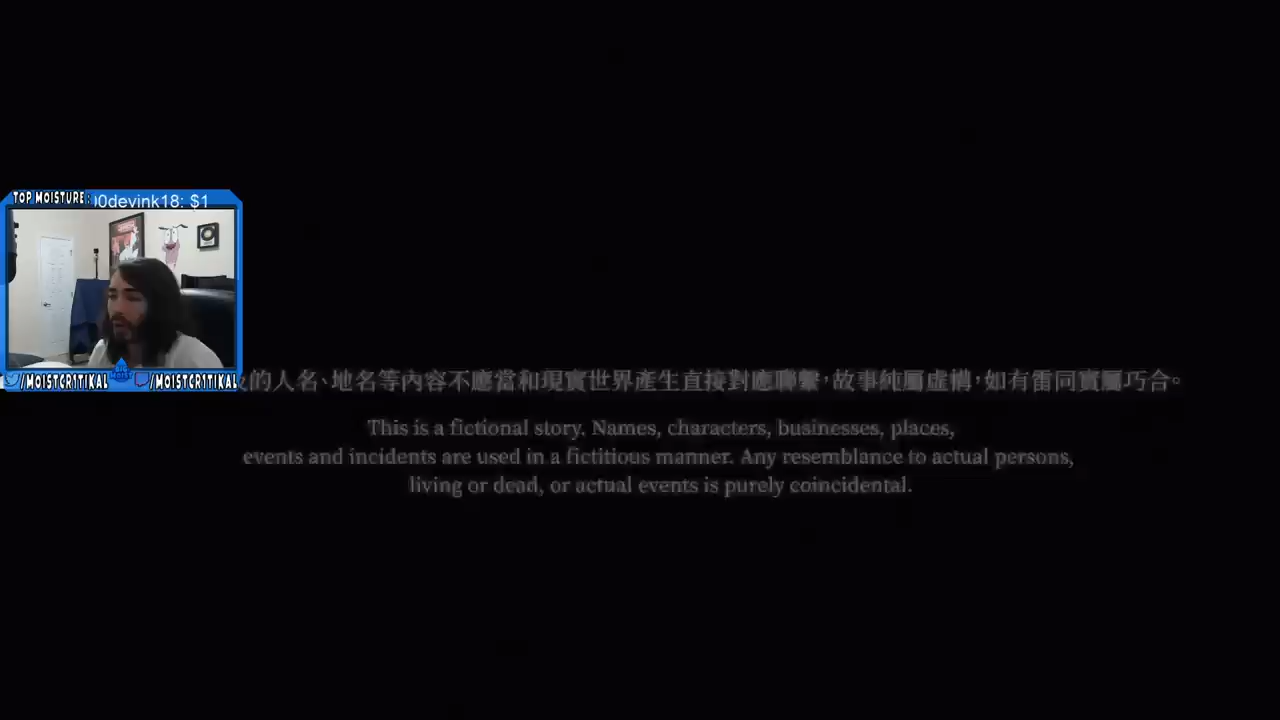 TOP MOISTURE: 00devink18: $1
/MOISTCR1TIKAL /MOISTCR1TIKAL
的人名、地名等內容不應當和現實世界產生直接對應聯繫，故事純屬虛構，如有雷同實屬巧合。
This is a fictional story. Names, characters, businesses, places,
events and incidents are used in a fictitious manner. Any resemblance to actual persons,
living or dead, or actual events is purely coincidental.